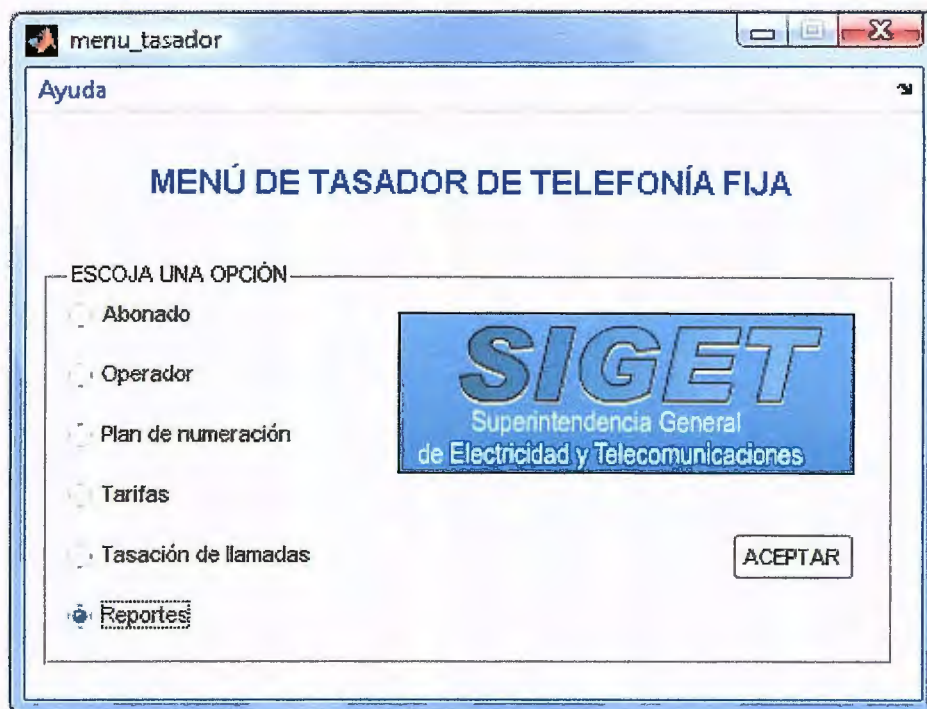 menu_tasador
Ayuda
MENÚ DE TASADOR DE TELEFONÍA FIJA
ESCOJA UNA OPCIÓN
Abonado
Operador
Plan de numeración
Tarifas
Tasación de llamadas
Reportes
SIGET
Superintendencia General
de Electricidad y Telecomunicaciones
ACEPTAR